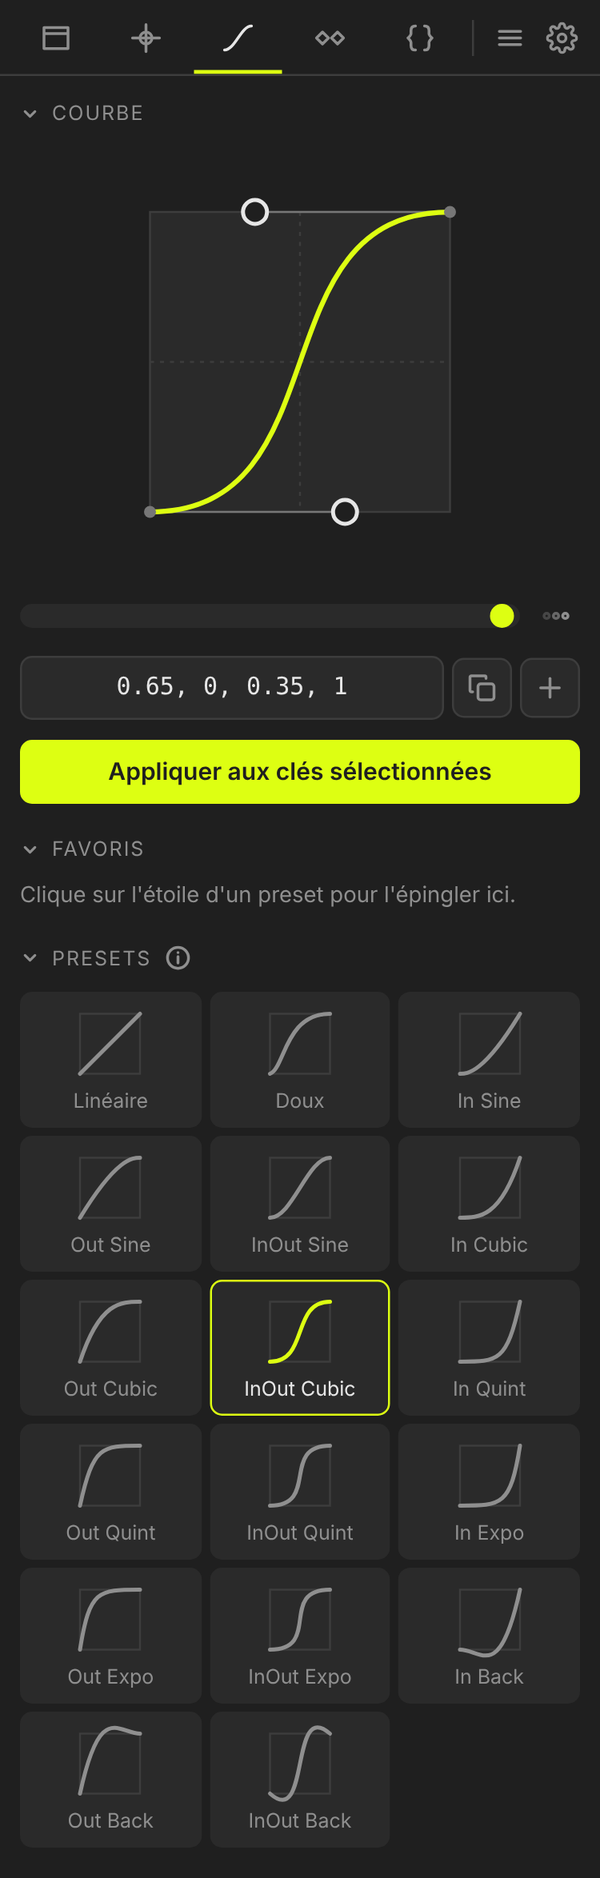 COURBE
0.65, 0, 0.35, 1
Appliquer aux clés sélectionnées
FAVORIS
Clique sur l'étoile d'un preset pour l'épingler ici.
PRESETS
Linéaire
Doux
In Sine
Out Sine
InOut Sine
In Cubic
Out Cubic
InOut Cubic
In Quint
Out Quint
InOut Quint
In Expo
Out Expo
InOut Expo
In Back
Out Back
InOut Back